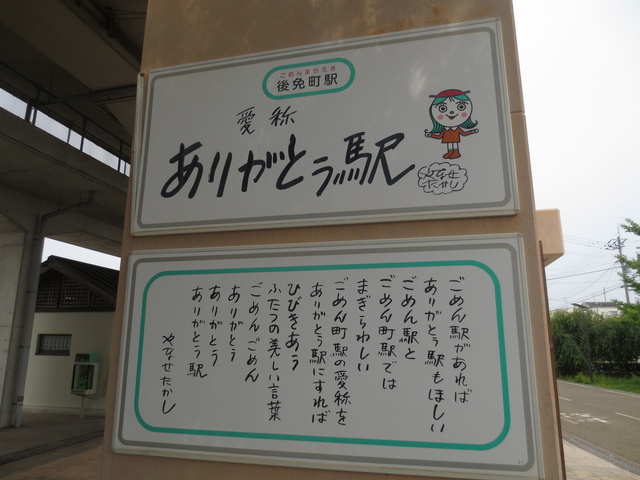 ごめんまちえき
後免町駅
愛称
ありがとう駅
やなせ
たかし
ごめん駅があれば
ありがとう駅もほしい
ごめん駅と
ごめん町駅では
まぎらわしい
ごめん町駅の愛称を
ありがとう駅にすれば
ひびきあう
ふたつの美しい言葉
ごめんごめん
ありがとう
ありがとう
ありがとう駅
やなせたかし